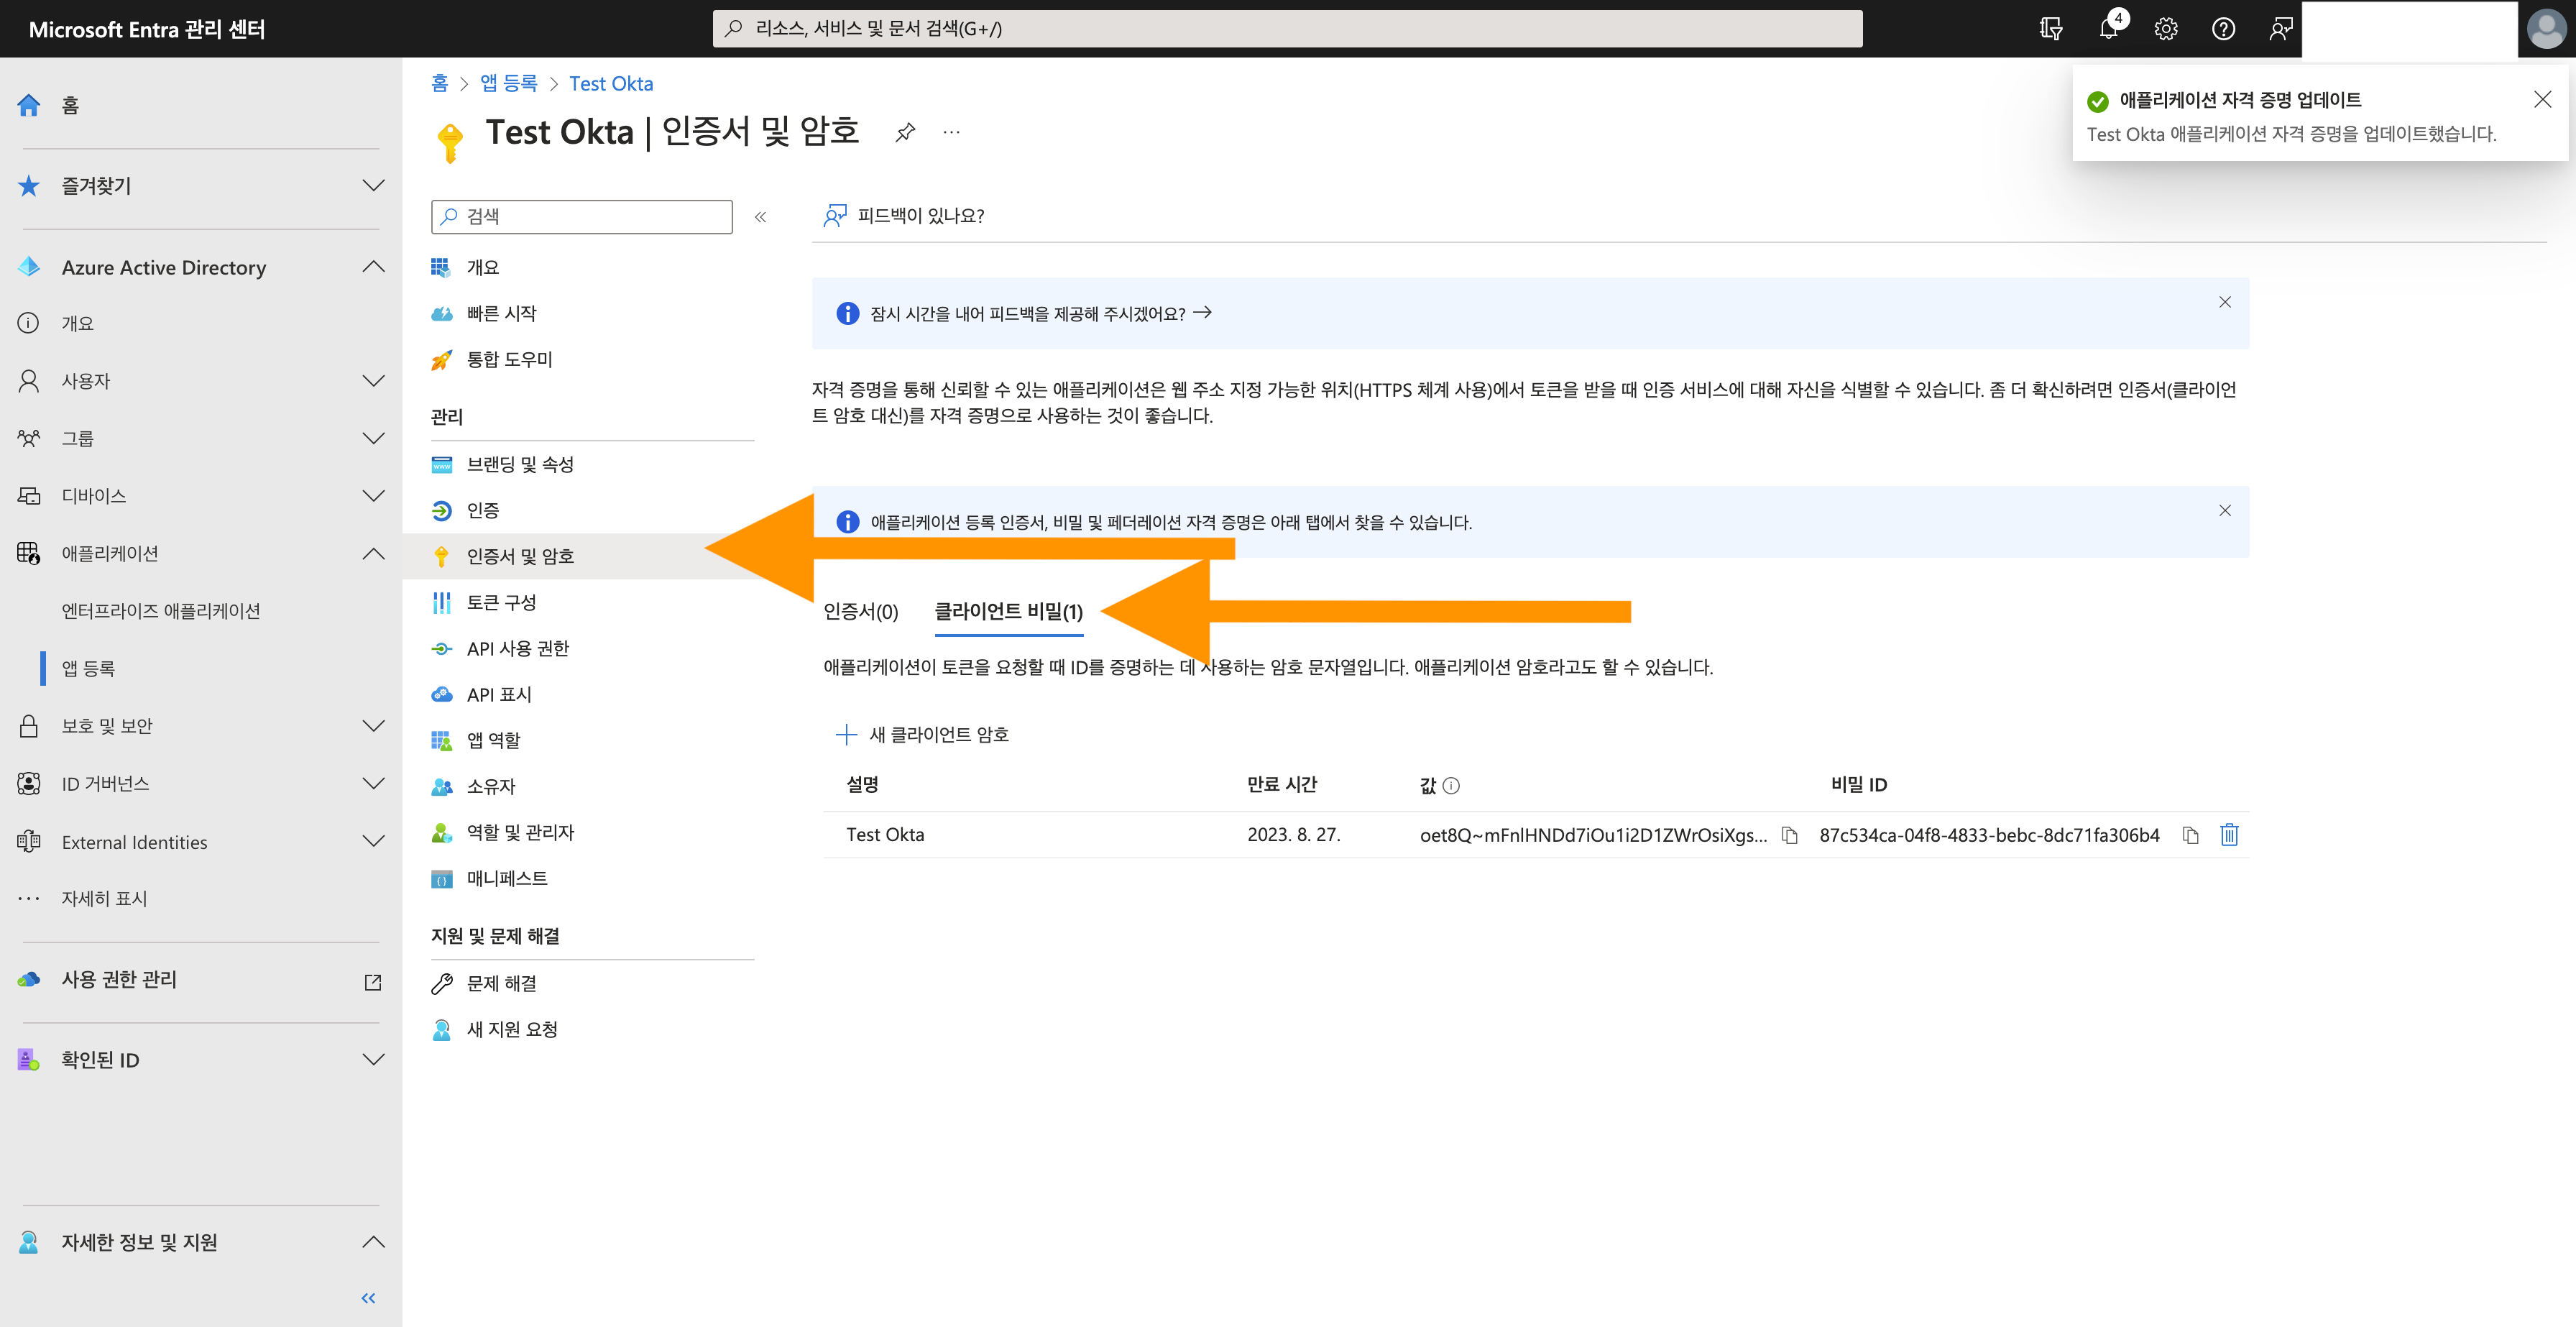 Microsoft Entra 관리 센터
리소스, 서비스 및 문서 검색(G+/)
4
애플리케이션 자격 증명 업데이트
Test Okta 애플리케이션 자격 증명을 업데이트했습니다.
홈
즐겨찾기
Azure Active Directory
개요
사용자
그룹
디바이스
애플리케이션
엔터프라이즈 애플리케이션
앱 등록
보호 및 보안
ID 거버넌스
External Identities
자세히 표시
사용 권한 관리
확인된 ID
자세한 정보 및 지원
홈 > 앱 등록 > Test Okta
Test Okta | 인증서 및 암호
검색
개요
빠른 시작
통합 도우미
관리
브랜딩 및 속성
인증
인증서 및 암호
토큰 구성
API 사용 권한
API 표시
앱 역할
소유자
역할 및 관리자
매니페스트
지원 및 문제 해결
문제 해결
새 지원 요청
피드백이 있나요?
잠시 시간을 내어 피드백을 제공해 주시겠어요? →
자격 증명을 통해 신뢰할 수 있는 애플리케이션은 웹 주소 지정 가능한 위치(HTTPS 체계 사용)에서 토큰을 받을 때 인증 서비스에 대해 자신을 식별할 수 있습니다. 좀 더 확신하려면 인증서(클라이언
트 암호 대신)를 자격 증명으로 사용하는 것이 좋습니다.
애플리케이션 등록 인증서, 비밀 및 페더레이션 자격 증명은 아래 탭에서 찾을 수 있습니다.
인증서(0) 클라이언트 비밀(1)
애플리케이션이 토큰을 요청할 때 ID를 증명하는 데 사용하는 암호 문자열입니다. 애플리케이션 암호라고도 할 수 있습니다.
새 클라이언트 암호
설명 만료 시간 값 비밀 ID
Test Okta 2023. 8. 27. oet8Q~mFnlHNDd7iOu1i2D1ZWrOsiXgs... 87c534ca-04f8-4833-bebc-8dc71fa306b4